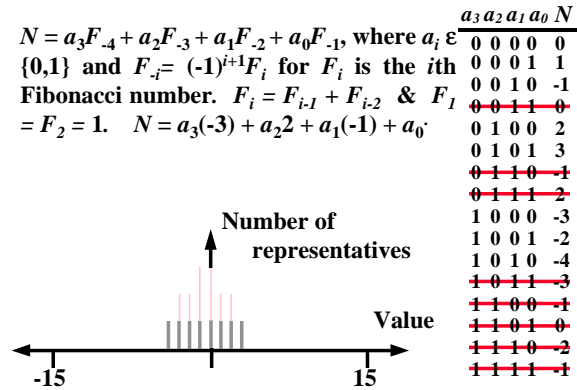 N = a3F-4 + a2F-3 + a1F-2 + a0F-1, where ai ε
{0,1} and F-i= (-1)i+1Fi for Fi is the ith
Fibonacci number. Fi = Fi-1 + Fi-2 & F1
= F2 = 1. N = a3(-3) + a22 + a1(-1) + a0.
a3 a2 a1 a0 N
0 0 0 0 0
0 0 0 1 1
0 0 1 0 -1
0 0 1 1 0
0 1 0 0 2
0 1 0 1 3
0 1 1 0 -1
0 1 1 1 2
1 0 0 0 -3
1 0 0 1 -2
1 0 1 0 -4
1 0 1 1 -3
1 1 0 0 -1
1 1 0 1 0
1 1 1 0 -2
1 1 1 1 -1
Number of
representatives
Value
-15 15